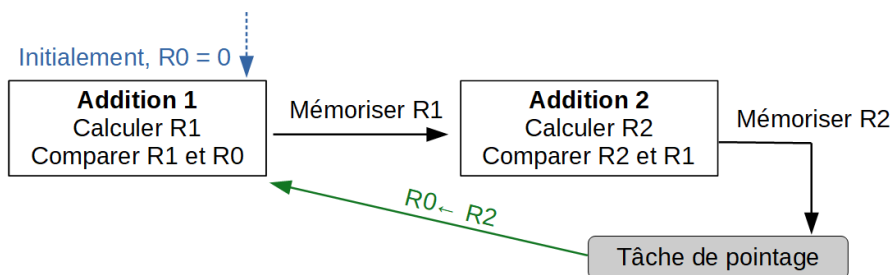 Initialement, R0 = 0
Addition 1
Calculer R1
Comparer R1 et R0
Mémoriser R1
Addition 2
Calculer R2
Comparer R2 et R1
Mémoriser R2
R0← R2
Tâche de pointage